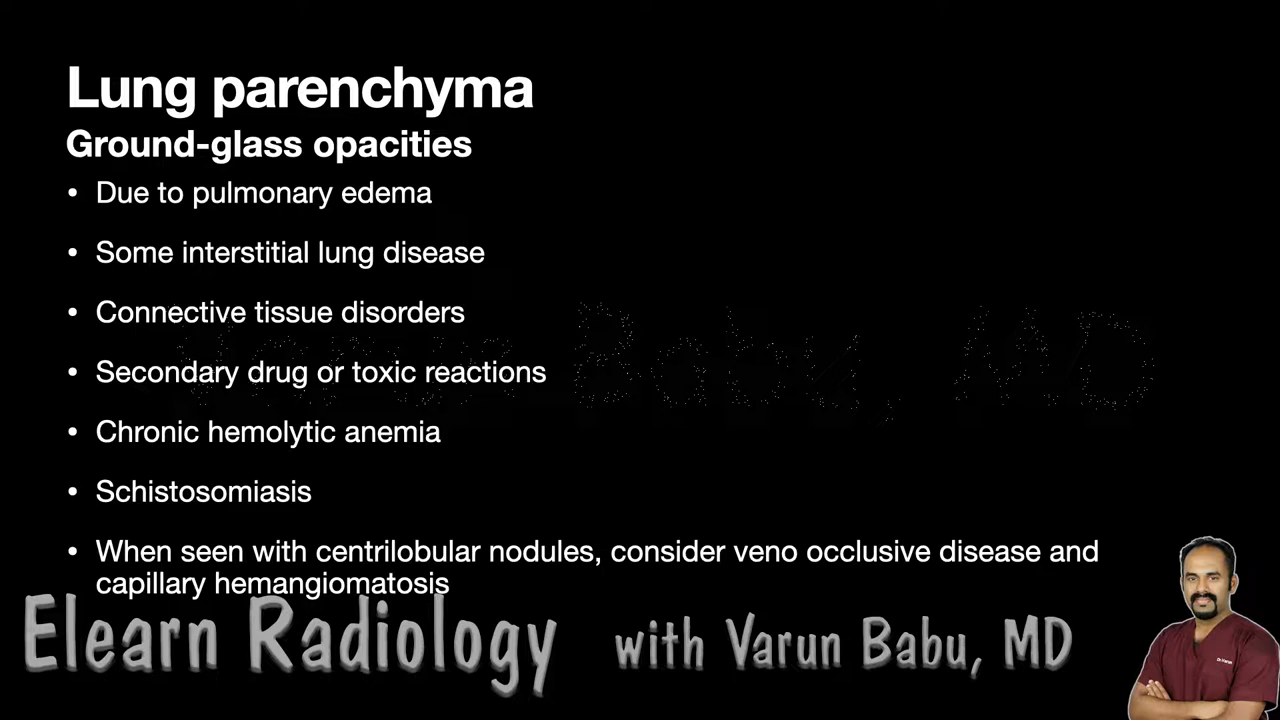 Lung parenchyma
Ground-glass opacities
• Due to pulmonary edema
• Some interstitial lung disease
• Connective tissue disorders
• Secondary drug or toxic reactions
• Chronic hemolytic anemia
• Schistosomiasis
• When seen with centrilobular nodules, consider veno occlusive disease and
capillary hemangiomatosis
Elearn Radiology with Varun Babu, MD